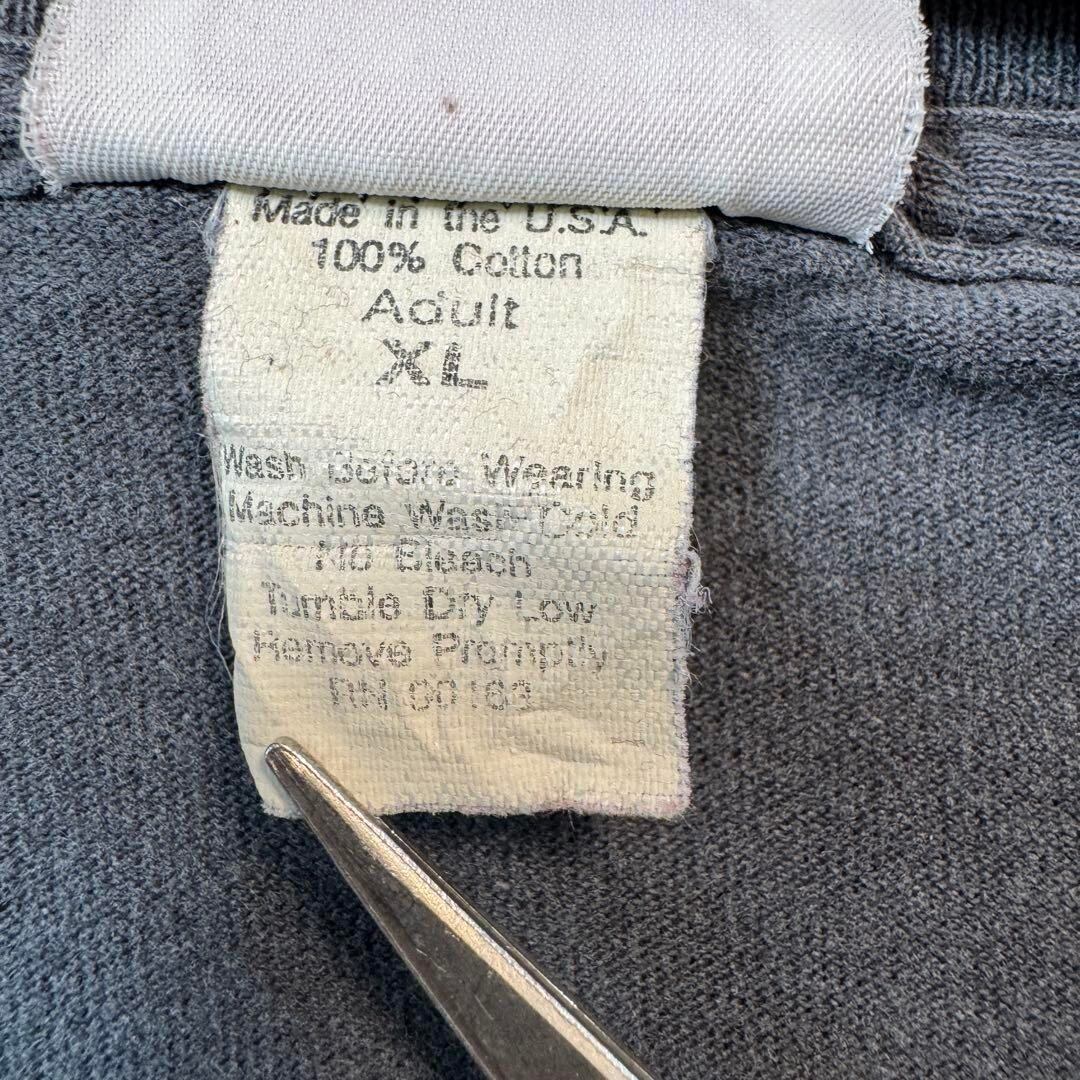 Made in the U.S.A.
100% Cotton
Adult
XL
Wash Before Wearing
Machine Wash Cold
No Bleach
Tumble Dry Low
Remove Promptly
RN